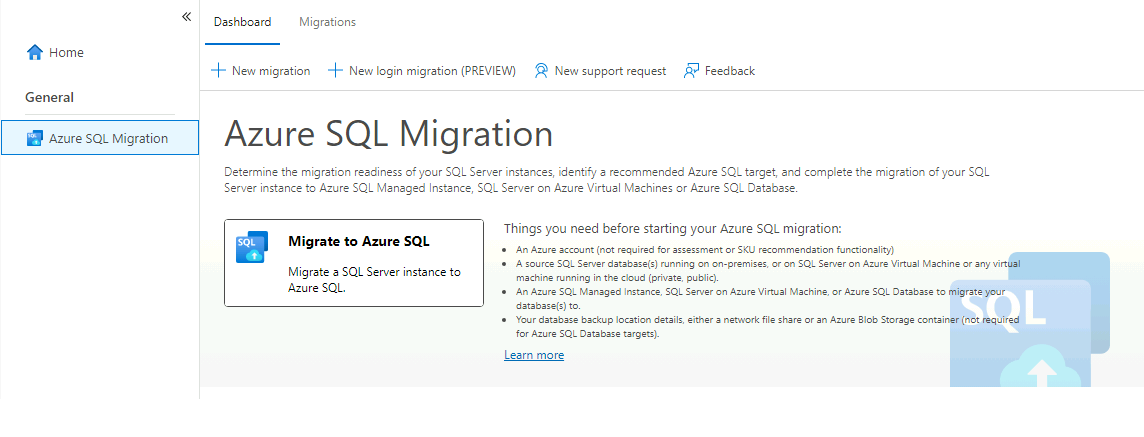 «
Dashboard
Migrations
Home
General
SQL
Azure SQL Migration
New migration
New login migration (PREVIEW)
New support request
Feedback
Azure SQL Migration
Determine the migration readiness of your SQL Server instances, identify a recommended Azure SQL target, and complete the migration of your SQL
Server instance to Azure SQL Managed Instance, SQL Server on Azure Virtual Machines or Azure SQL Database.
SQL
Migrate to Azure SQL
Migrate a SQL Server instance to
Azure SQL.
Things you need before starting your Azure SQL migration:
• An Azure account (not required for assessment or SKU recommendation functionality)
• A source SQL Server database(s) running on on-premises, or on SQL Server on Azure Virtual Machine or any virtual
machine running in the cloud (private, public).
• An Azure SQL Managed Instance, SQL Server on Azure Virtual Machine, or Azure SQL Database to migrate your
database(s) to.
• Your database backup location details, either a network file share or an Azure Blob Storage container (not required
for Azure SQL Database targets).
Learn more
SQL